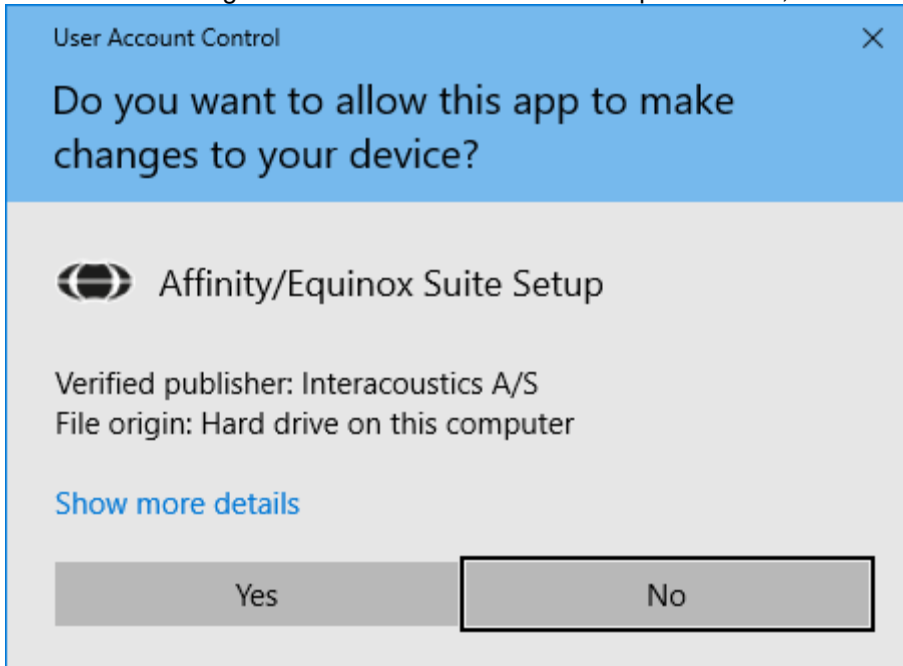 User Account Control
Do you want to allow this app to make
changes to your device?
Affinity/Equinox Suite Setup
Verified publisher: Interacoustics A/S
File origin: Hard drive on this computer
Show more details
Yes
No